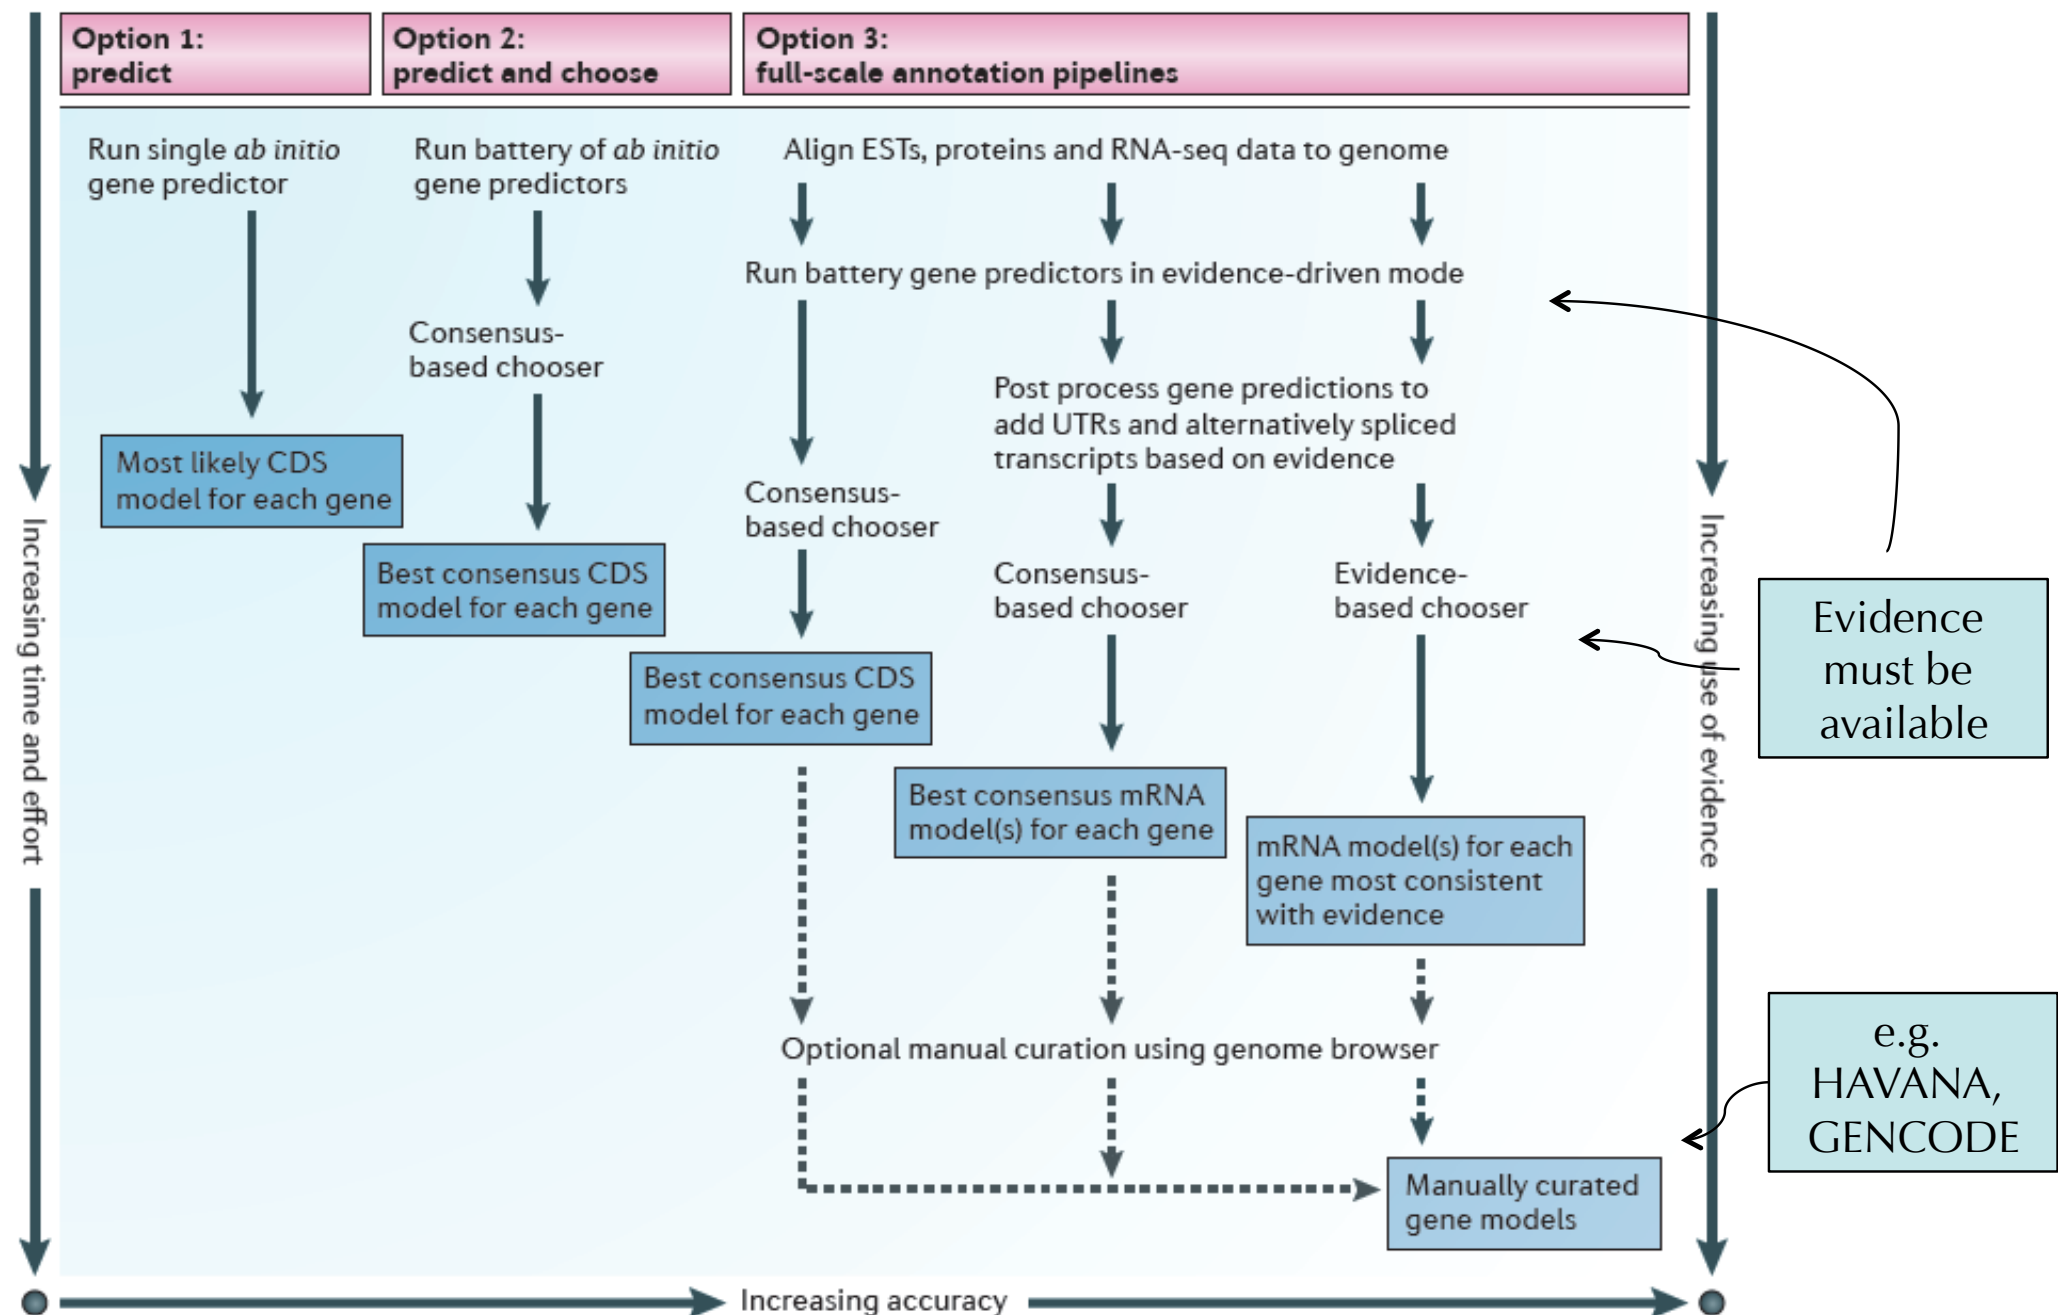 Option 1:
predict
Option 2:
predict and choose
Option 3:
full-scale annotation pipelines
Run single ab initio
gene predictor
Most likely CDS
model for each gene
Run battery of ab initio
gene predictors
Consensus-
based chooser
Best consensus CDS
model for each gene
Align ESTs, proteins and RNA-seq data to genome
Run battery gene predictors in evidence-driven mode
Consensus-
based chooser
Best consensus CDS
model for each gene
Post process gene predictions to
add UTRs and alternatively spliced
transcripts based on evidence
Consensus-
based chooser
Best consensus mRNA
model(s) for each gene
Evidence-
based chooser
mRNA model(s) for each
gene most consistent
with evidence
Optional manual curation using genome browser
Manually curated
gene models
Increasing time and effort
Increasing use of evidence
Increasing accuracy
Evidence
must be
available
e.g.
HAVANA,
GENCODE